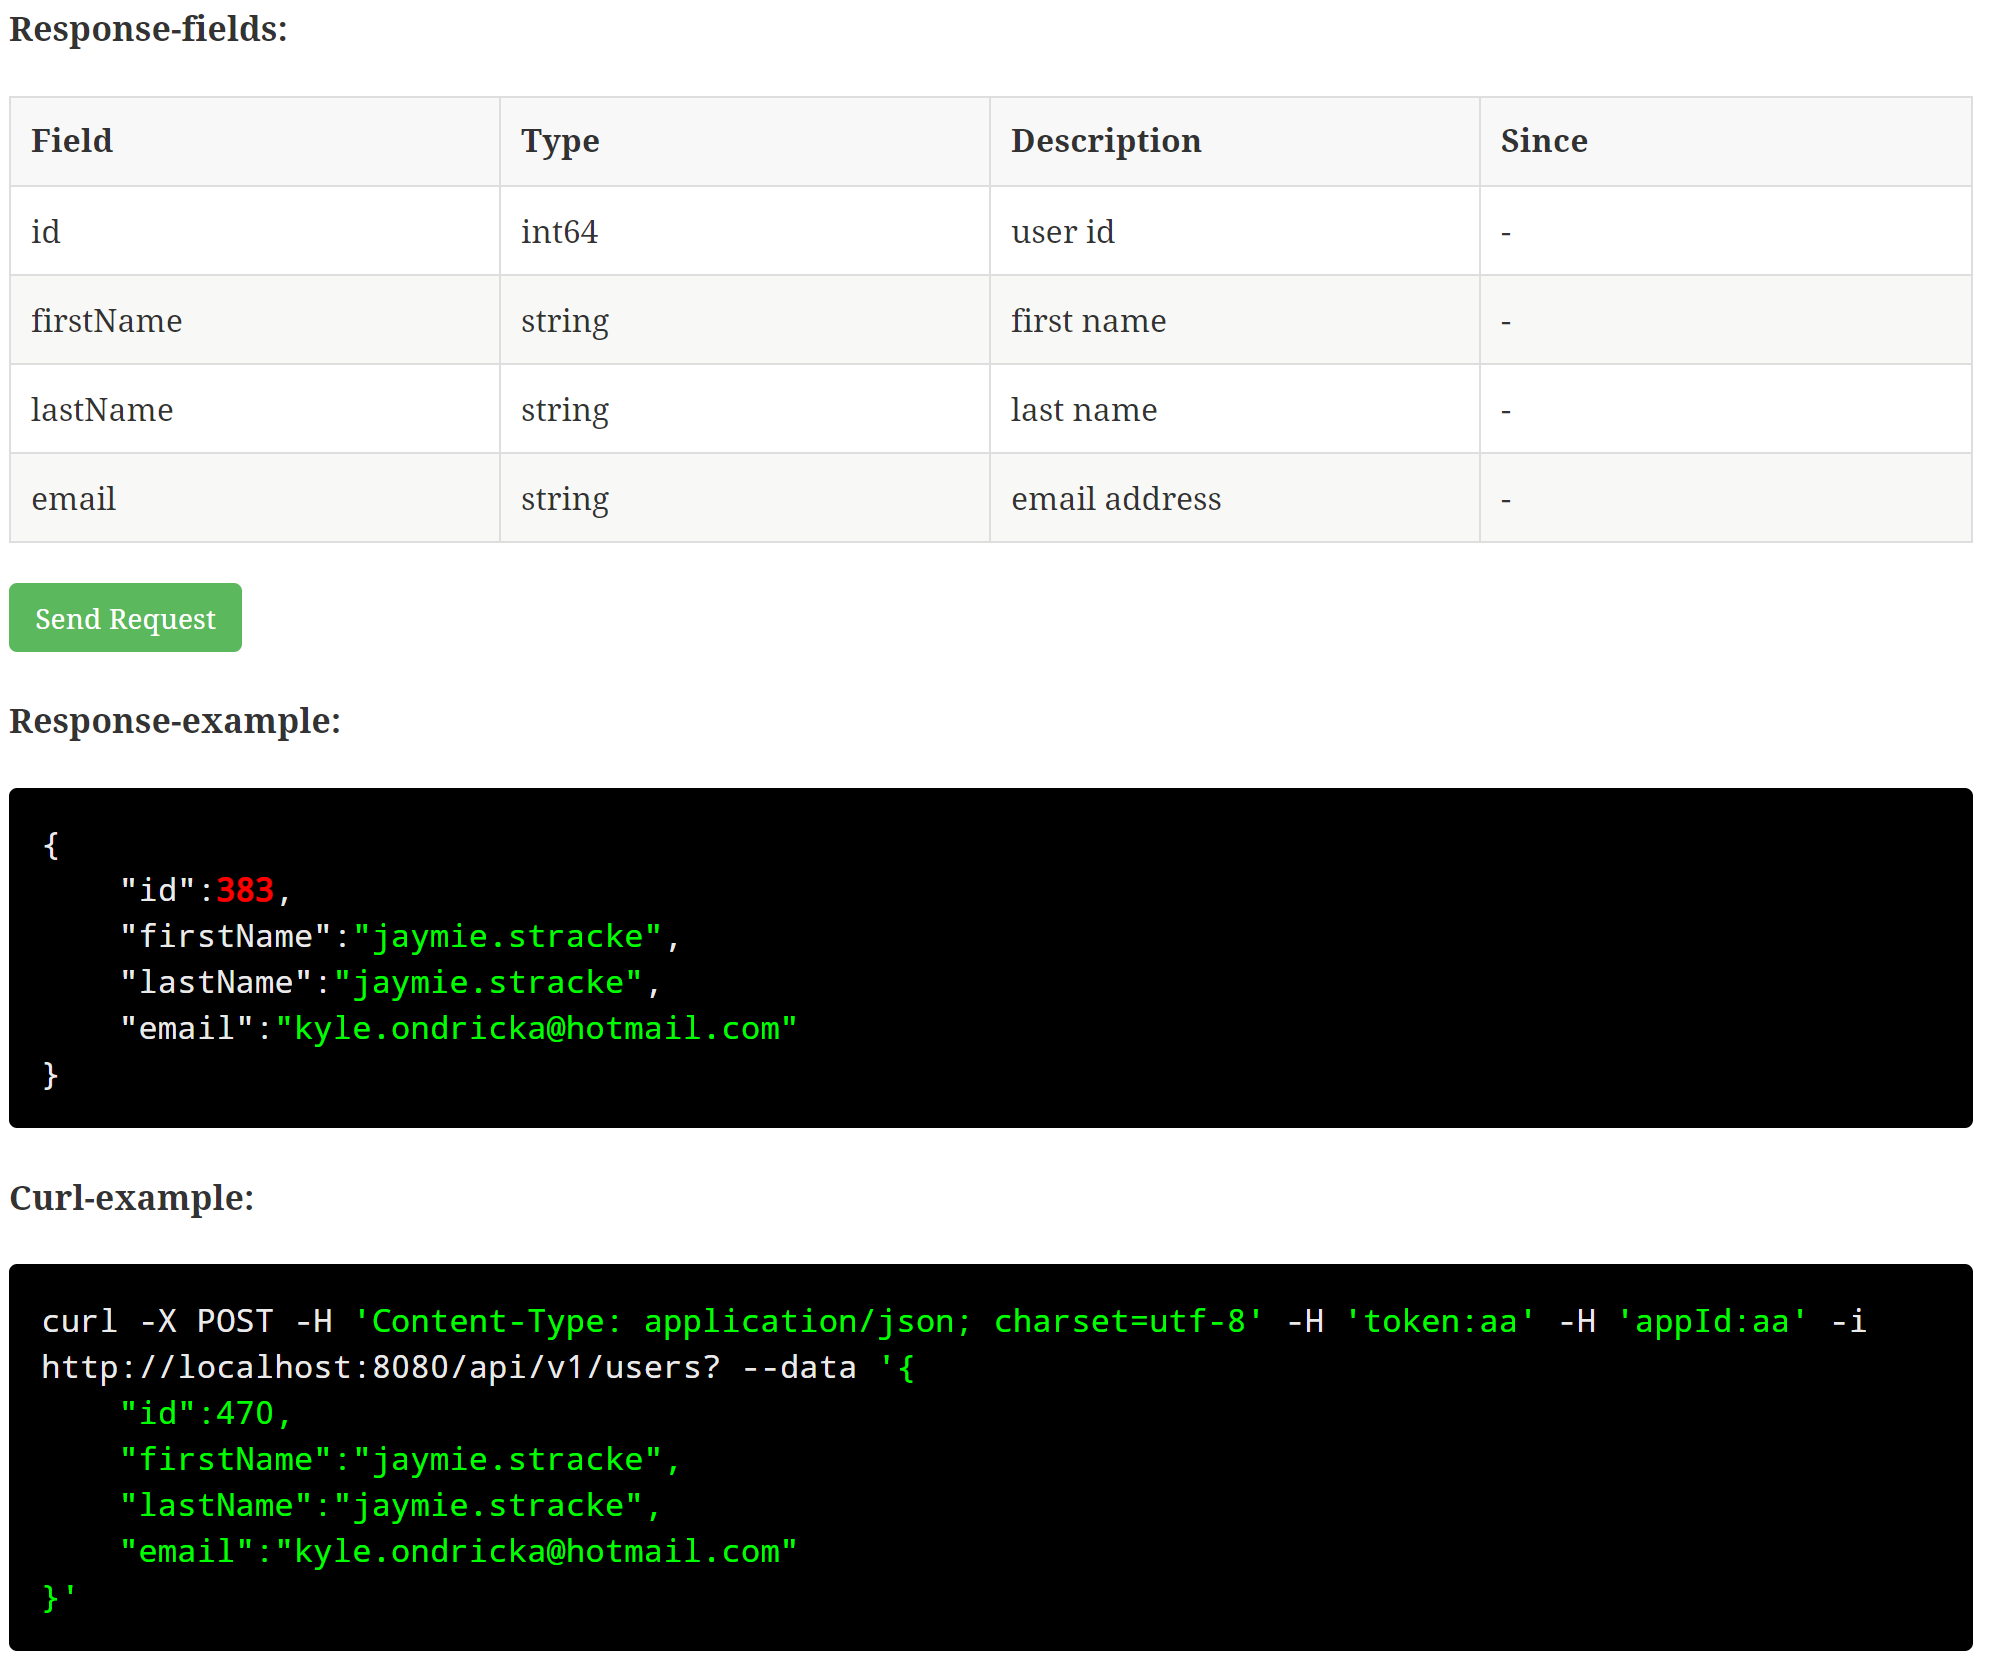 Response-fields:
Field Type Description Since
id int64 user id -
firstName string first name -
lastName string last name -
email string email address -
Send Request
Response-example:
{
    "id":383,
    "firstName":"jaymie.stracke",
    "lastName":"jaymie.stracke",
    "email":"kyle.ondricka@hotmail.com"
}
Curl-example:
curl -X POST -H 'Content-Type: application/json; charset=utf-8' -H 'token:aa' -H 'appId:aa' -i
http://localhost:8080/api/v1/users? --data '{
    "id":470,
    "firstName":"jaymie.stracke",
    "lastName":"jaymie.stracke",
    "email":"kyle.ondricka@hotmail.com"
}'